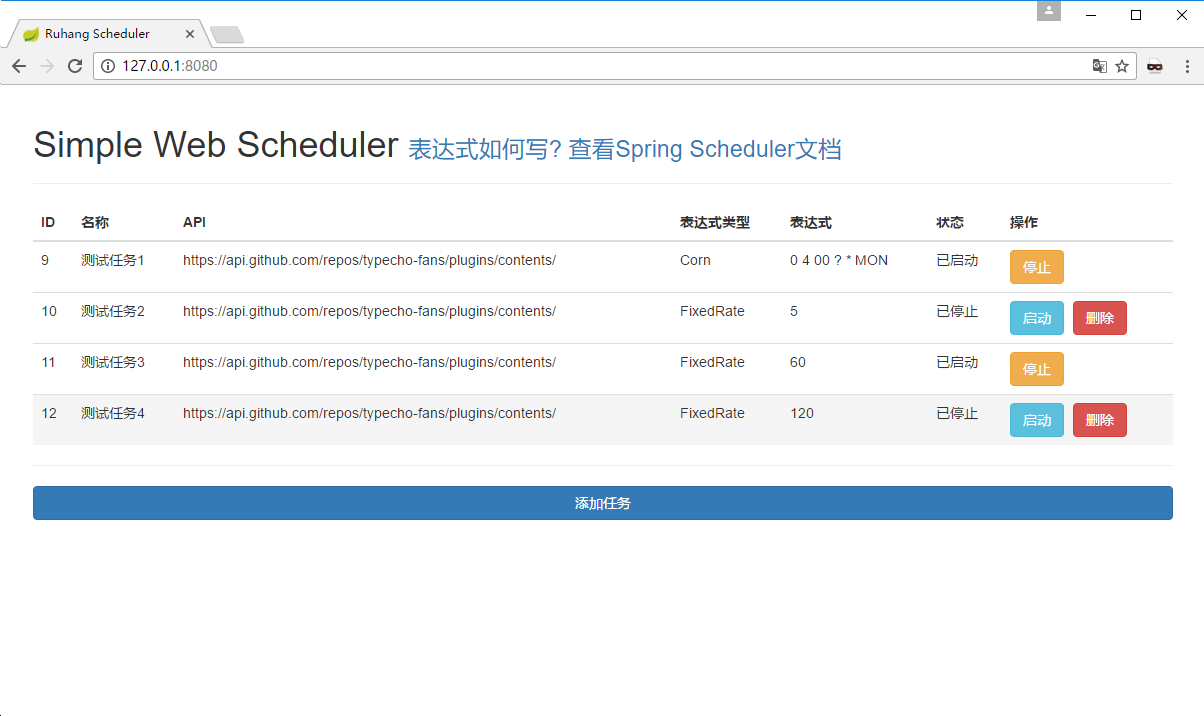 Ruhang Scheduler
127.0.0.1:8080
Simple Web Scheduler 表达式如何写? 查看Spring Scheduler文档
ID 名称 API 表达式类型 表达式 状态 操作
9 测试任务1 https://api.github.com/repos/typecho-fans/plugins/contents/ Corn 0 4 00 ? * MON 已启动 停止
10 测试任务2 https://api.github.com/repos/typecho-fans/plugins/contents/ FixedRate 5 已停止 启动 删除
11 测试任务3 https://api.github.com/repos/typecho-fans/plugins/contents/ FixedRate 60 已启动 停止
12 测试任务4 https://api.github.com/repos/typecho-fans/plugins/contents/ FixedRate 120 已停止 启动 删除
添加任务